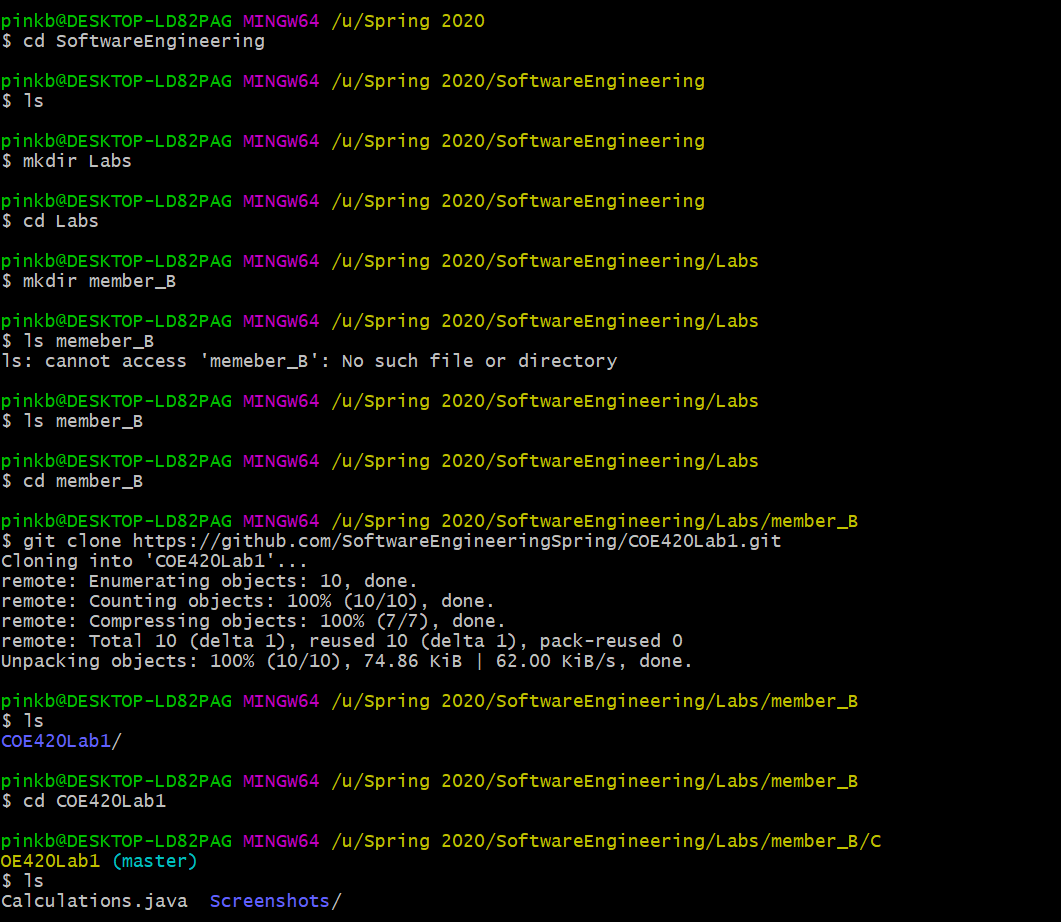 pinkb@DESKTOP-LD82PAG MINGW64 /u/Spring 2020
$ cd SoftwareEngineering
pinkb@DESKTOP-LD82PAG MINGW64 /u/Spring 2020/SoftwareEngineering
$ ls
pinkb@DESKTOP-LD82PAG MINGW64 /u/Spring 2020/SoftwareEngineering
$ mkdir Labs
pinkb@DESKTOP-LD82PAG MINGW64 /u/Spring 2020/SoftwareEngineering
$ cd Labs
pinkb@DESKTOP-LD82PAG MINGW64 /u/Spring 2020/SoftwareEngineering/Labs
$ mkdir member_B
pinkb@DESKTOP-LD82PAG MINGW64 /u/Spring 2020/SoftwareEngineering/Labs
$ ls memeber_B
ls: cannot access 'memeber_B': No such file or directory
pinkb@DESKTOP-LD82PAG MINGW64 /u/Spring 2020/SoftwareEngineering/Labs
$ ls member_B
pinkb@DESKTOP-LD82PAG MINGW64 /u/Spring 2020/SoftwareEngineering/Labs
$ cd member_B
pinkb@DESKTOP-LD82PAG MINGW64 /u/Spring 2020/SoftwareEngineering/Labs/member_B
$ git clone https://github.com/SoftwareEngineeringSpring/COE420Lab1.git
Cloning into 'COE420Lab1'...
remote: Enumerating objects: 10, done.
remote: Counting objects: 100% (10/10), done.
remote: Compressing objects: 100% (7/7), done.
remote: Total 10 (delta 1), reused 10 (delta 1), pack-reused 0
Unpacking objects: 100% (10/10), 74.86 KiB | 62.00 KiB/s, done.
pinkb@DESKTOP-LD82PAG MINGW64 /u/Spring 2020/SoftwareEngineering/Labs/member_B
$ ls
COE420Lab1/
pinkb@DESKTOP-LD82PAG MINGW64 /u/Spring 2020/SoftwareEngineering/Labs/member_B
$ cd COE420Lab1
pinkb@DESKTOP-LD82PAG MINGW64 /u/Spring 2020/SoftwareEngineering/Labs/member_B/C
OE420Lab1 (master)
$ ls
Calculations.java  Screenshots/